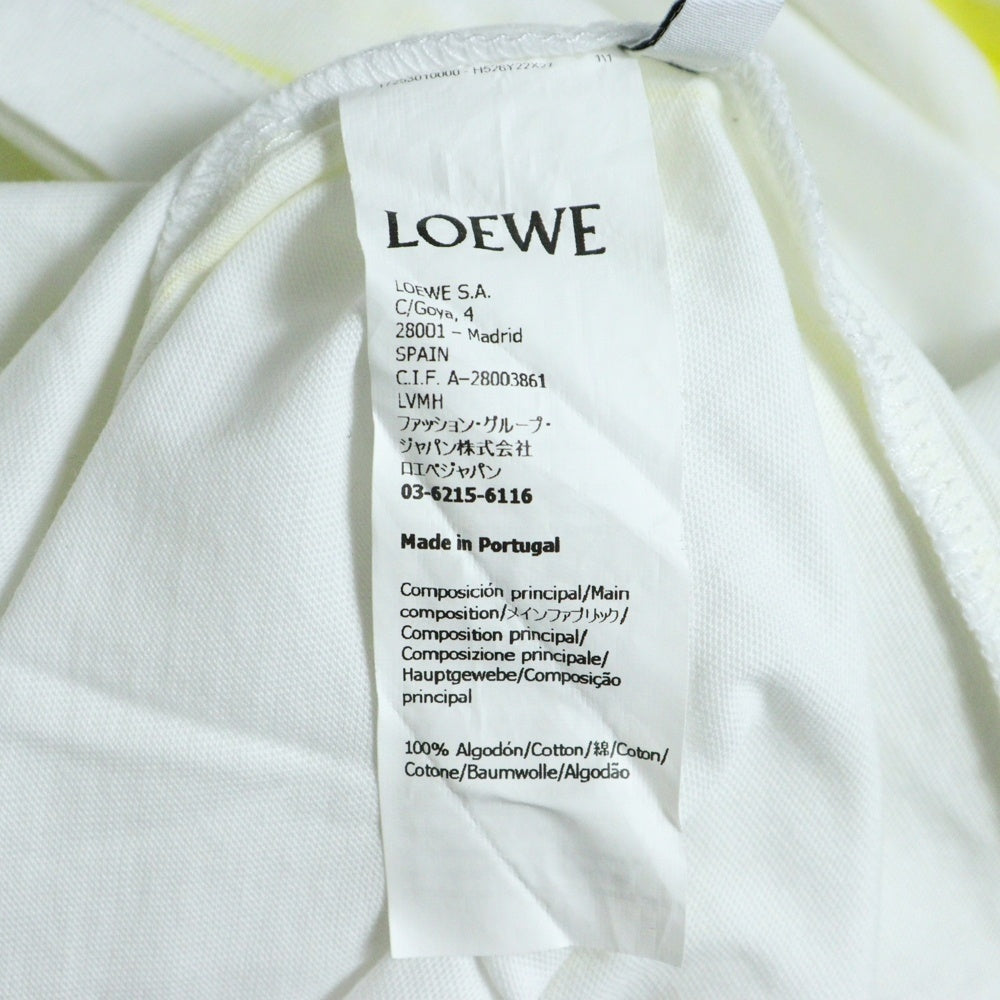 LOEWE
LOEWE S.A.
C/Goya, 4
28001 - Madrid
SPAIN
C.I.F. A-28003861
LVMH
ファッション・グループ・
ジャパン株式会社
ロエベジャパン
03-6215-6116
Made in Portugal
Composición principal/Main
composition/メインファブリック/
Composition principal/
Composizione principale/
Hauptgewebe/Composição
principal
100% Algodón/Cotton/綿/Coton/
Cotone/Baumwolle/Algodão